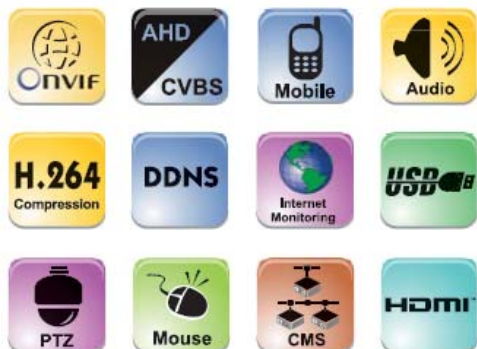 ONVIF
AHD
CVBS
Mobile
Audio
H.264
Compression
DDNS
Internet
Monitoring
USB
PTZ
Mouse
CMS
HDMI